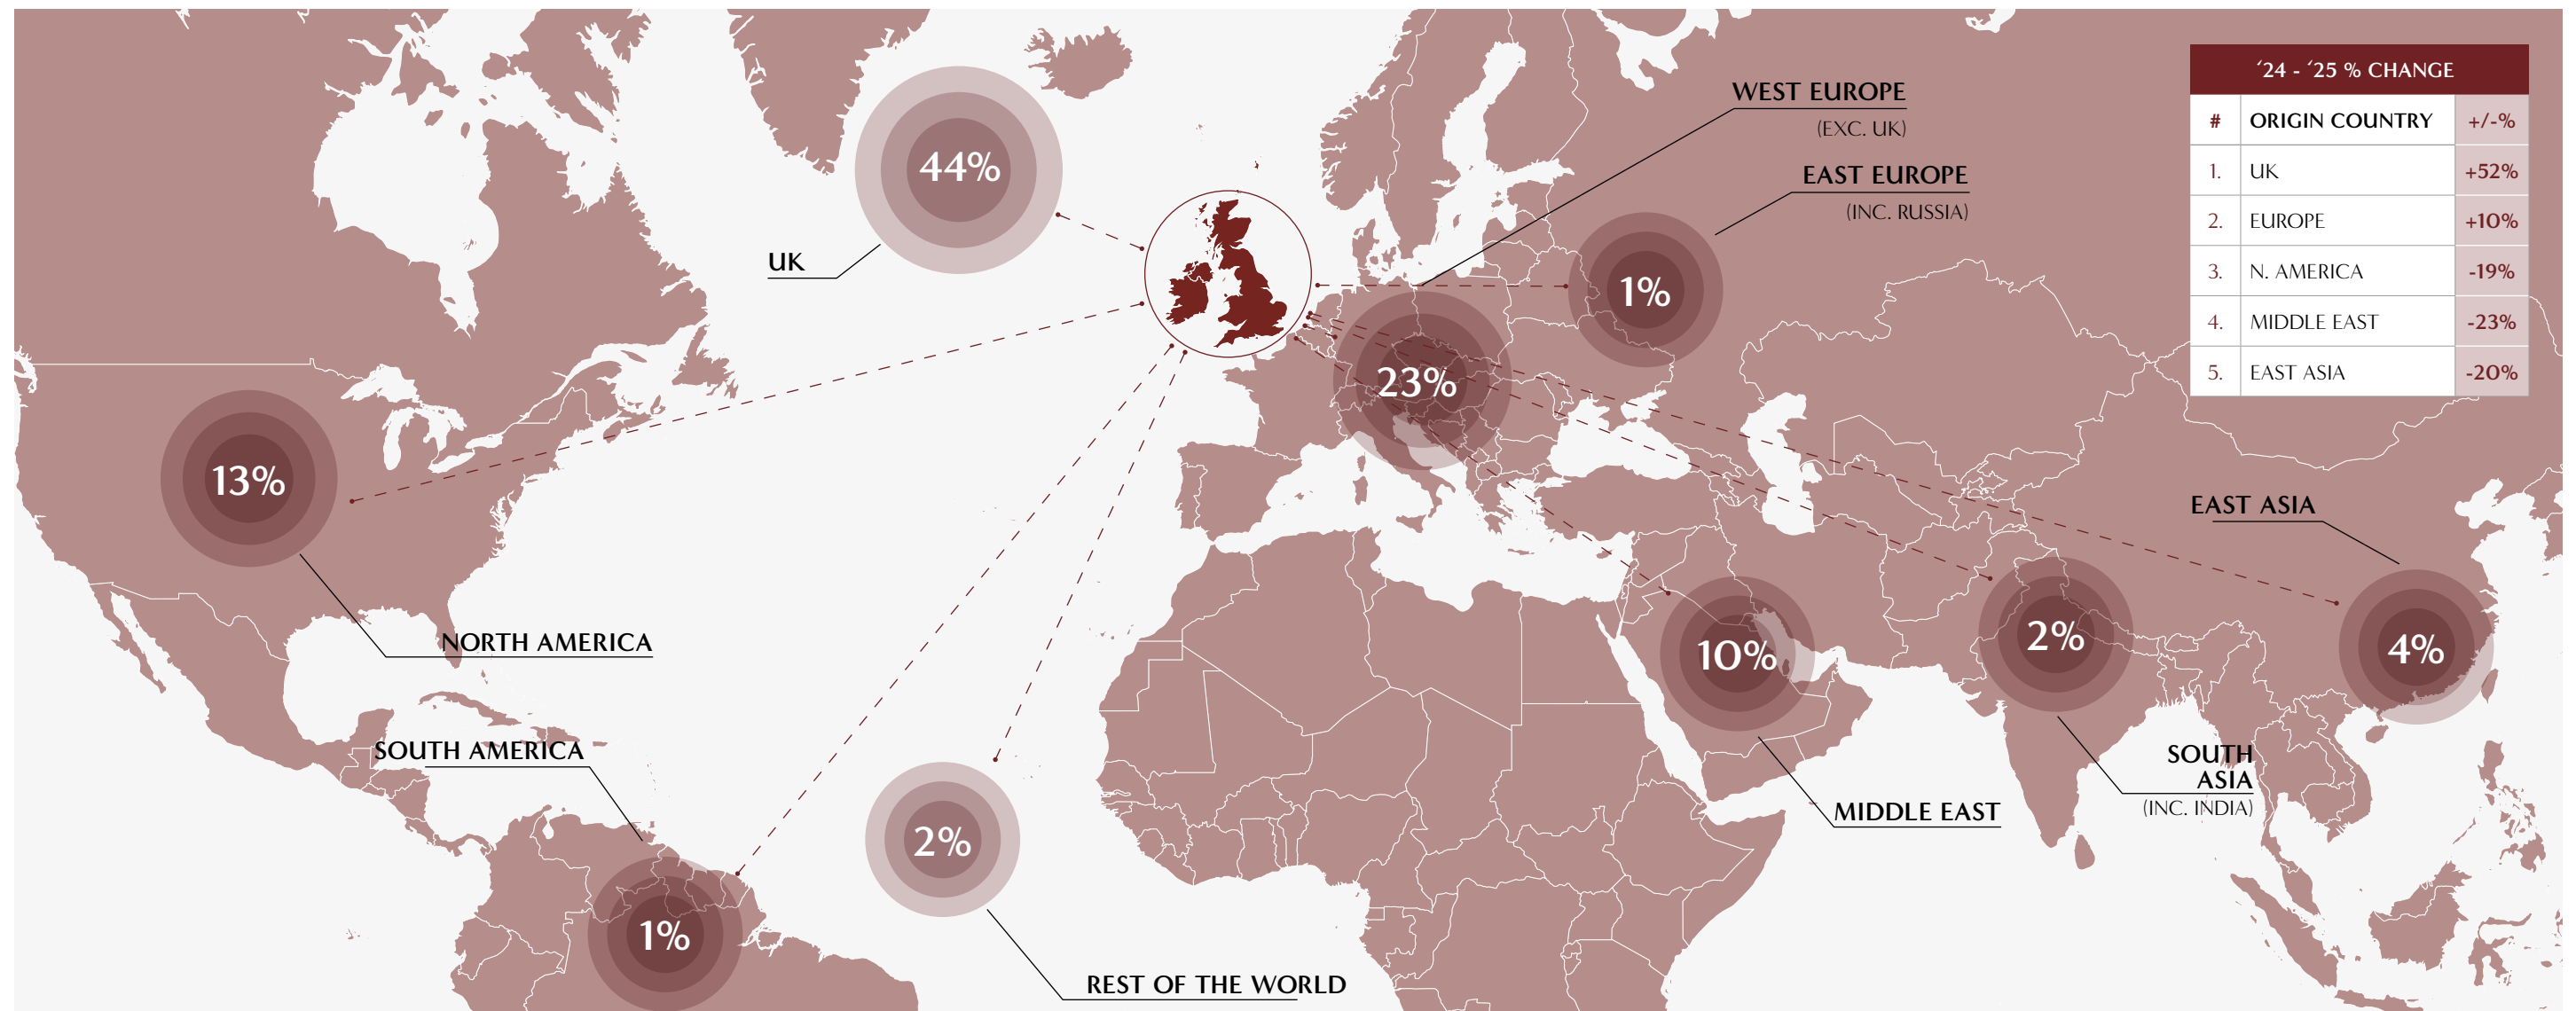 ´24 - ´25 % CHANGE
# ORIGIN COUNTRY +/-%
1. UK +52%
2. EUROPE +10%
3. N. AMERICA -19%
4. MIDDLE EAST -23%
5. EAST ASIA -20%
WEST EUROPE
(EXC. UK)
EAST EUROPE
(INC. RUSSIA)
44%
UK
1%
23%
13%
NORTH AMERICA
EAST ASIA
4%
2%
10%
SOUTH
ASIA
(INC. INDIA)
MIDDLE EAST
SOUTH AMERICA
2%
1%
REST OF THE WORLD